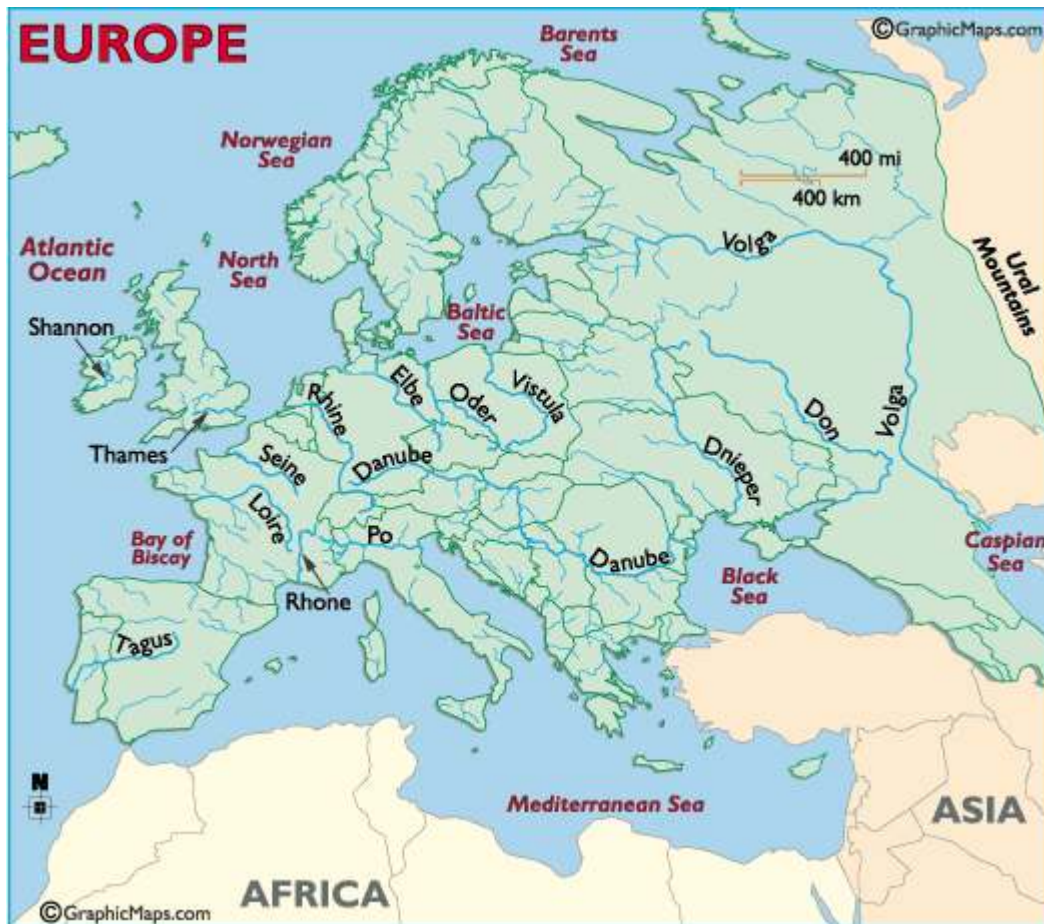 EUROPE
©GraphicMaps.com
Barents
Sea
Norwegian
Sea
400 mi
400 km
Atlantic
Ocean
North
Sea
Volga
Ural
Mountains
Shannon
Baltic
Sea
Thames
Rhine
Elbe
Oder
Vistula
Don
Volga
Seine
Danube
Dnieper
Loire
Bay of
Biscay
Po
Rhone
Danube
Black
Sea
Caspian
Sea
Tagus
N
Mediterranean Sea
ASIA
AFRICA
©GraphicMaps.com